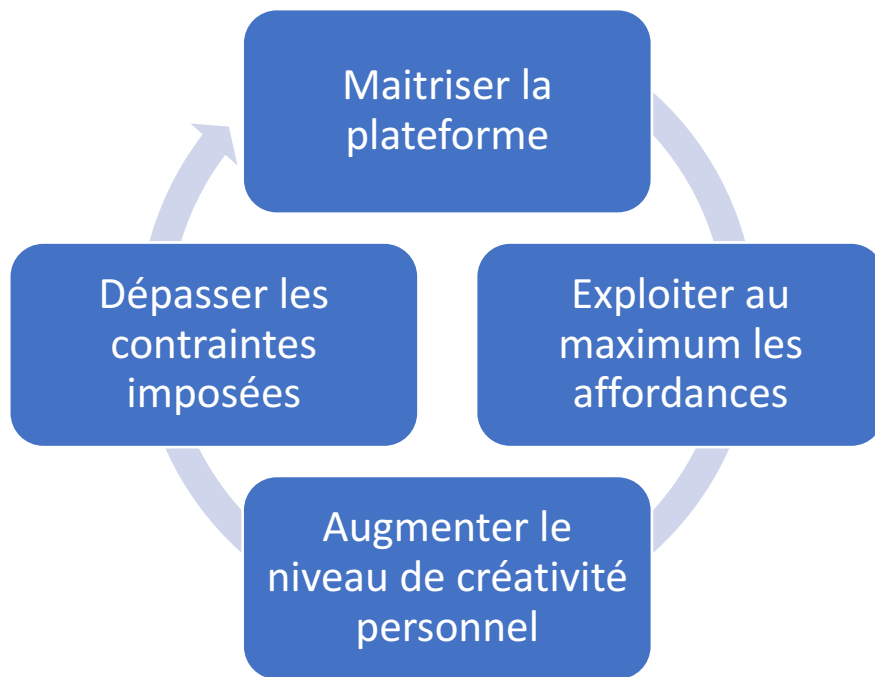 Maitriser la
plateforme
Exploiter au
maximum les
affordances
Augmenter le
niveau de créativité
personnel
Dépasser les
contraintes
imposées